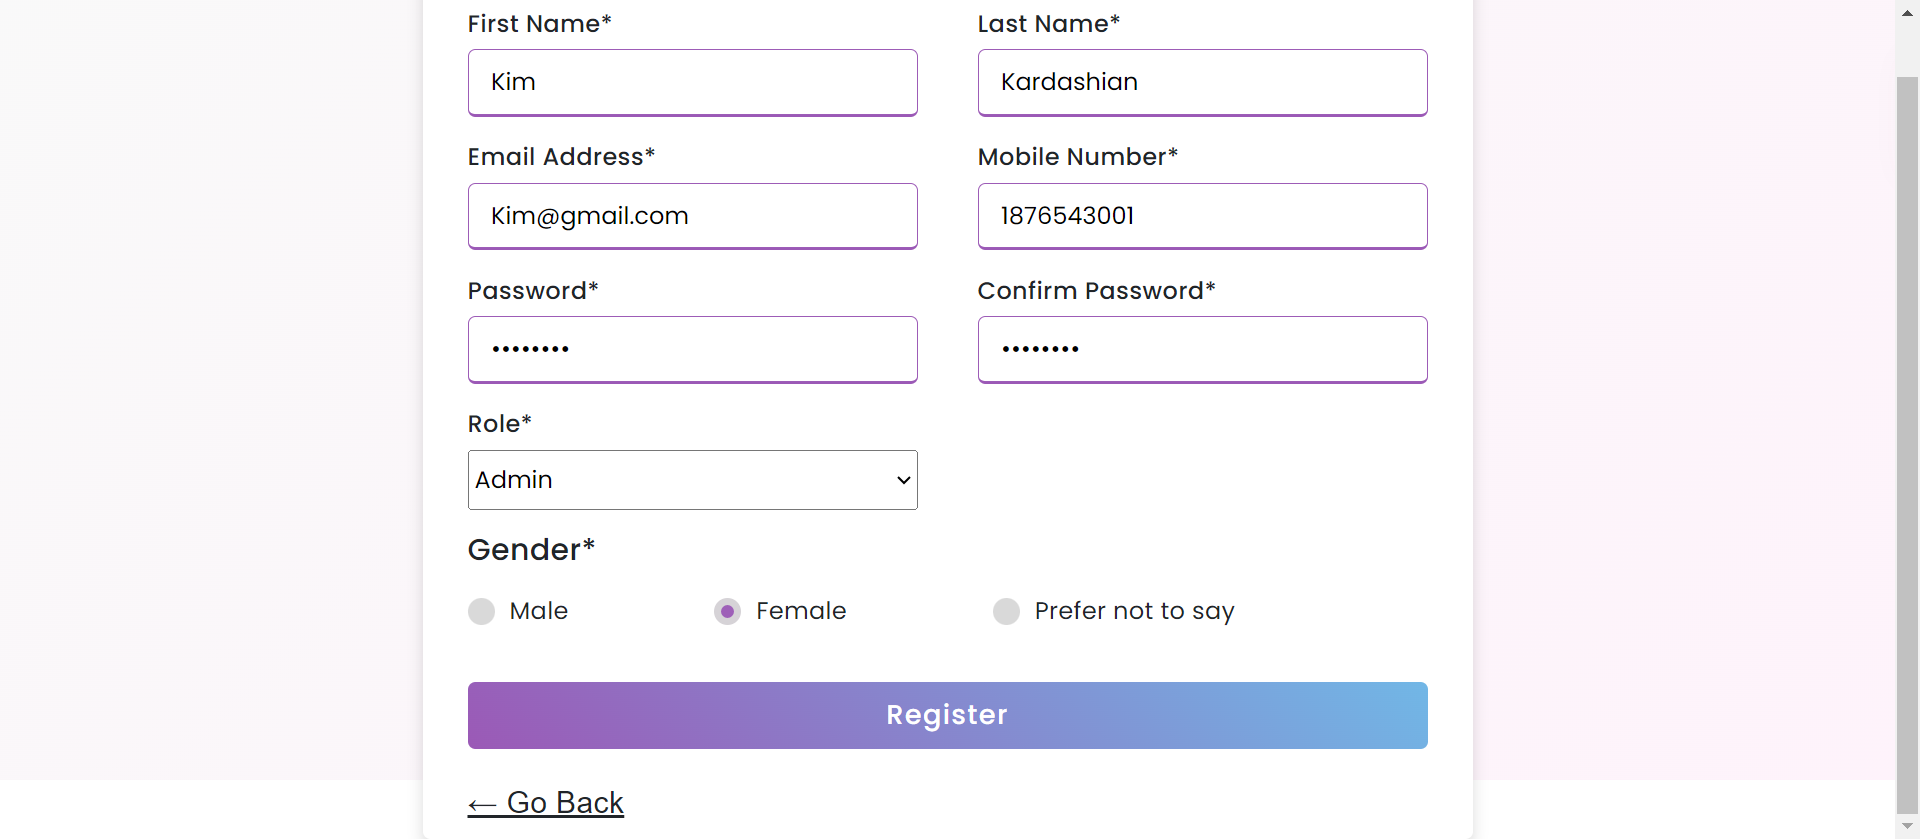 First Name*
Last Name*
Kim
Kardashian
Email Address*
Mobile Number*
Kim@gmail.com
1876543001
Password*
Confirm Password*
••••••••
••••••••
Role*
Admin
Gender*
Male
Female
Prefer not to say
Register
← Go Back